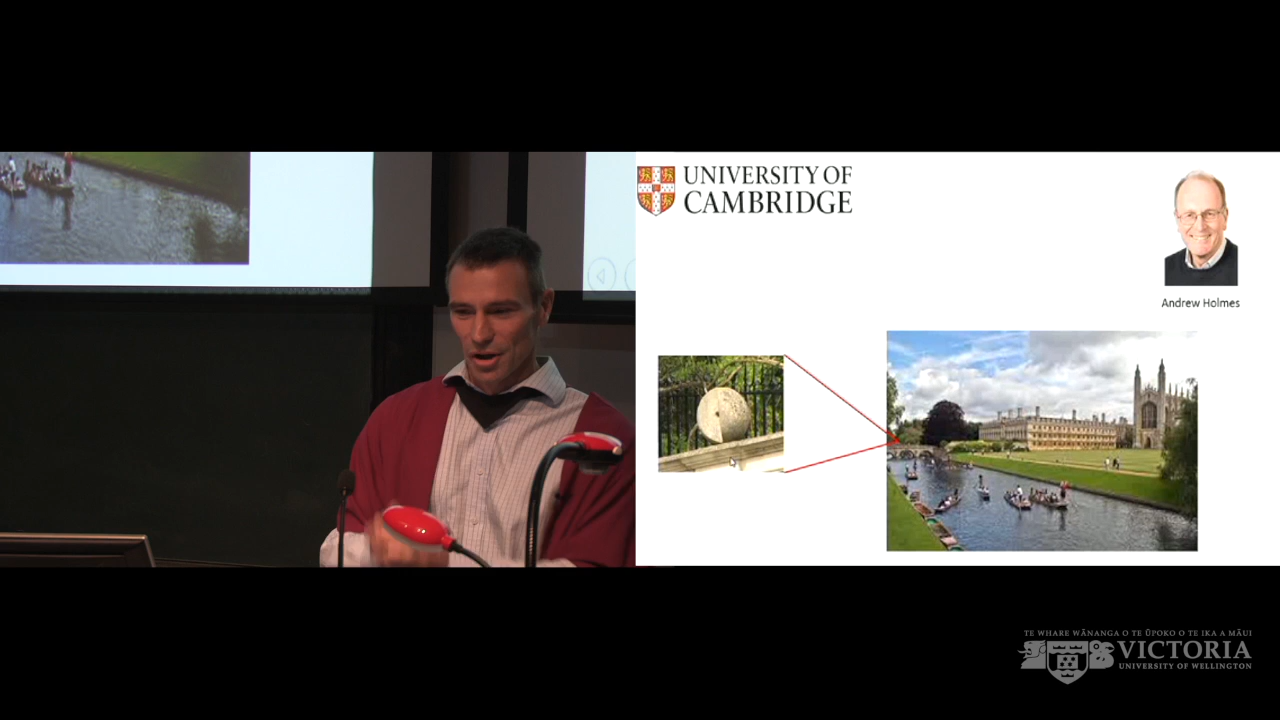 UNIVERSITY OF
CAMBRIDGE
Andrew Holmes
TE WHARE WĀNANGA O TE ŪPOKO O TE IKA A MĀUI
VICTORIA
UNIVERSITY OF WELLINGTON